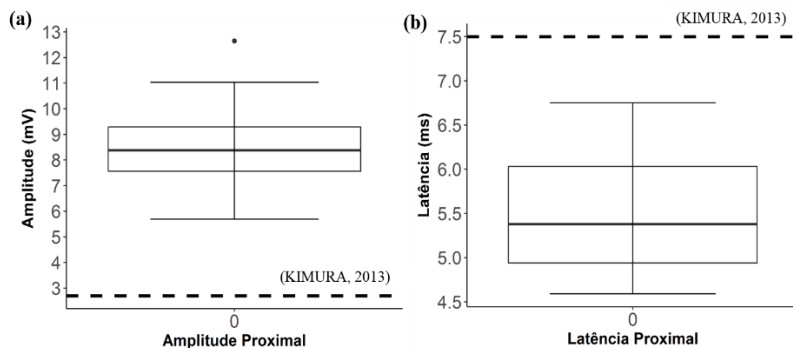 (a)
13
12
11
10
9
8
7
6
5
4
3
Amplitude (mV)
(KIMURA, 2013)
0
Amplitude Proximal
(b)
(KIMURA, 2013)
7.5
7.0
6.5
6.0
5.5
5.0
4.5
Latência (ms)
0
Latência Proximal